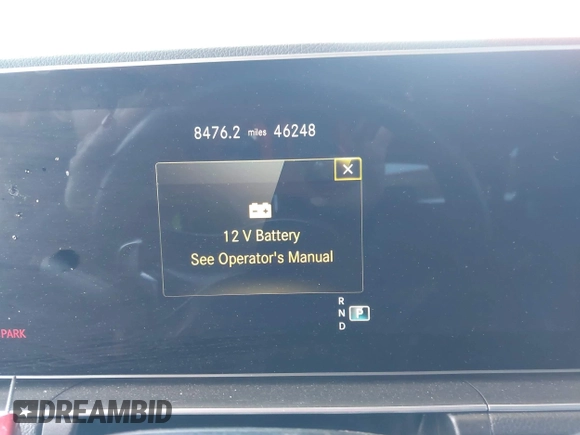 8476.2 miles 46248
12 V Battery
See Operator's Manual
R
N P
D
PARK
DREAMBID